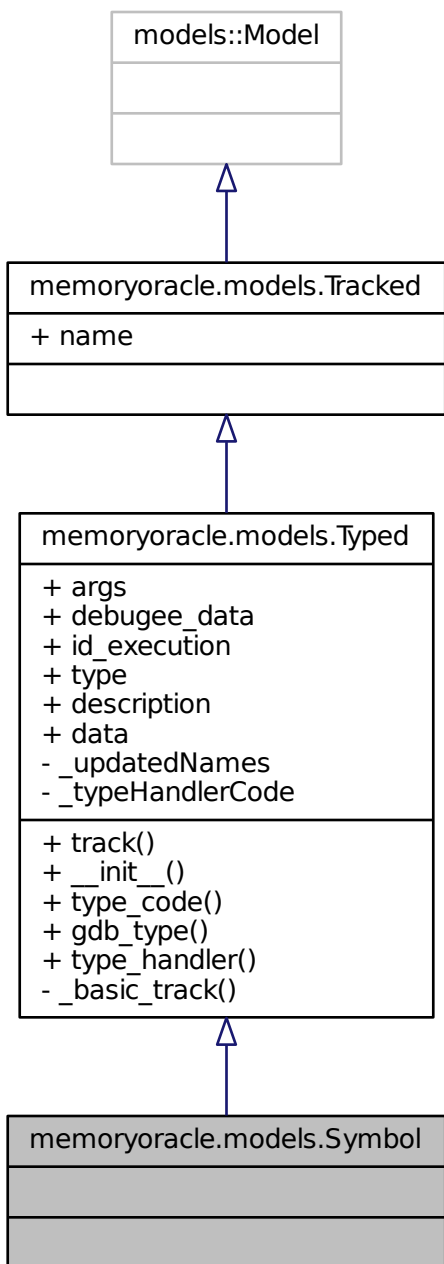 models::Model
memoryoracle.models.Tracked
+ name
memoryoracle.models.Typed
+ args
+ debugee_data
+ id_execution
+ type
+ description
+ data
- _updatedNames
- _typeHandlerCode
+ track()
+ __init__()
+ type_code()
+ gdb_type()
+ type_handler()
- _basic_track()
memoryoracle.models.Symbol